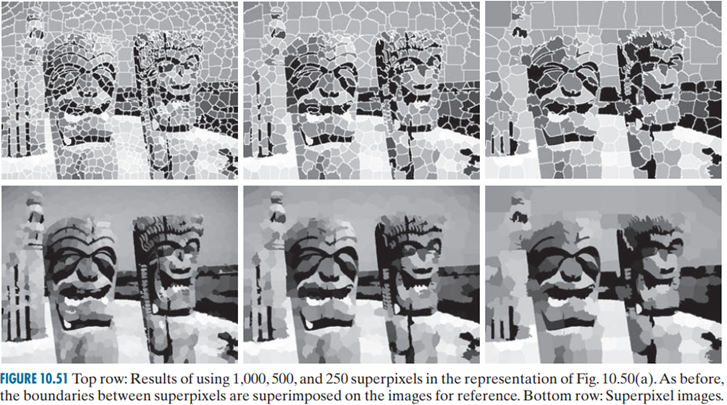 FIGURE 10.51 Top row: Results of using 1,000, 500, and 250 superpixels in the representation of Fig. 10.50(a). As before,
the boundaries between superpixels are superimposed on the images for reference. Bottom row: Superpixel images.